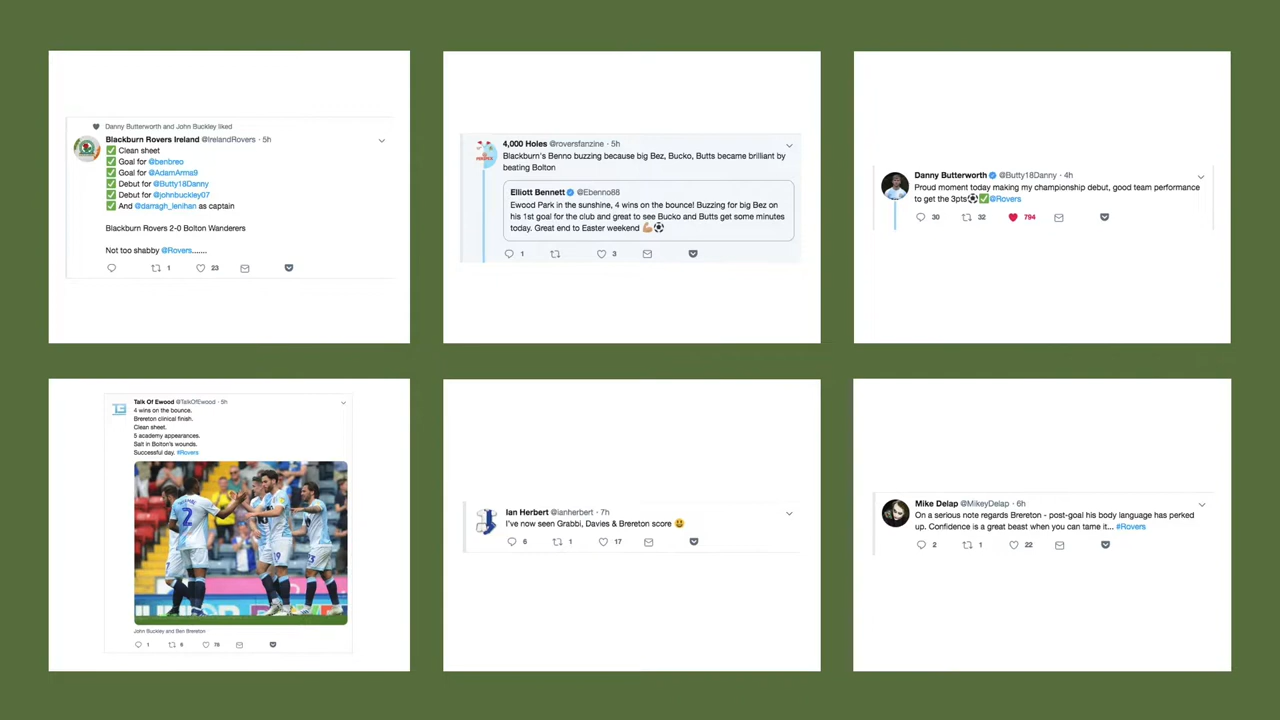 Danny Butterworth and John Buckley liked
Blackburn Rovers Ireland @IrelandRovers · 5h
✅ Clean sheet
✅ Goal for @benbreo
✅ Goal for @AdamArma9
✅ Debut for @Butty18Danny
✅ Debut for @johnbuckley07
✅ And @darragh_lenihan as captain
Blackburn Rovers 2-0 Bolton Wanderers
Not too shabby @Rovers.......
1 23
4,000 Holes @roversfanzine · 5h
Blackburn's Benno buzzing because big Bez, Bucko, Butts became brilliant by
beating Bolton
Elliott Bennett @Ebenno88
Ewood Park in the sunshine, 4 wins on the bounce! Buzzing for big Bez on
his 1st goal for the club and great to see Bucko and Butts get some minutes
today. Great end to Easter weekend 💪🏼⚽
1 3
Danny Butterworth @Butty18Danny · 4h
Proud moment today making my championship debut, good team performance
to get the 3pts⚽✅@Rovers
30 32 794
Talk Of Ewood @TalkOfEwood · 5h
4 wins on the bounce.
Brereton clinical finish.
Clean sheet.
5 academy appearances.
Salt in Bolton's wounds.
Successful day. #Rovers
2
19
John Buckley and Ben Brereton
1 6 78
Ian Herbert @ianherbert · 7h
I've now seen Grabbi, Davies & Brereton score 😃
6 1 17
Mike Delap @MikeyDelap · 6h
On a serious note regards Brereton - post-goal his body language has perked
up. Confidence is a great beast when you can tame it... #Rovers
2 1 22